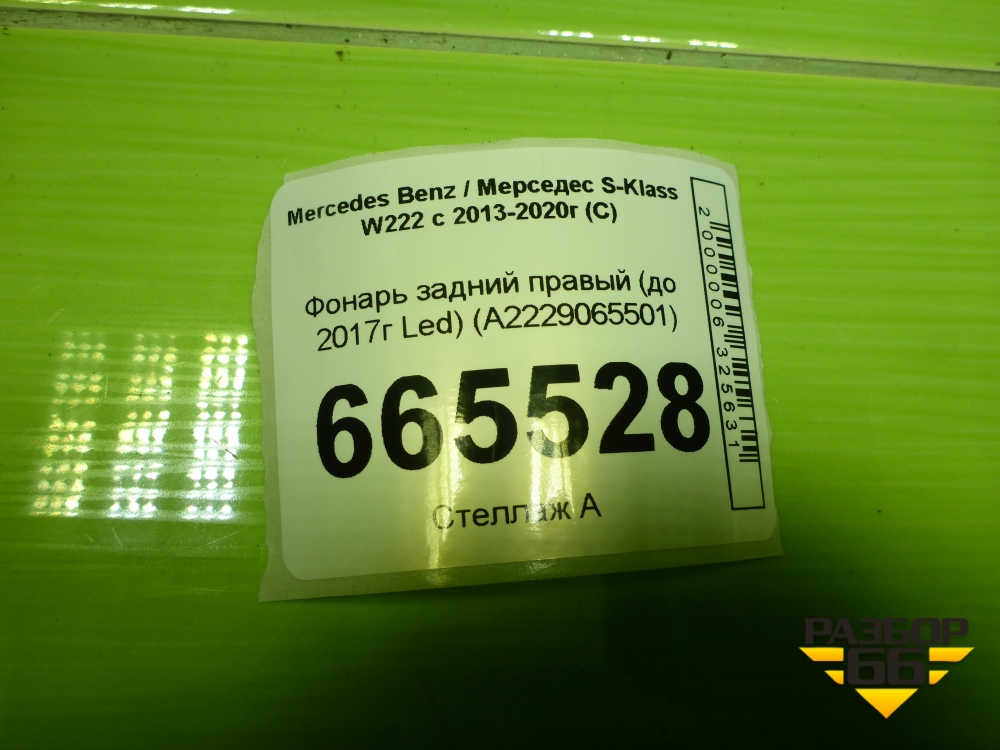 Mercedes Benz / Мерседес S-Klass
W222 с 2013-2020г (С)
Фонарь задний правый (до
2017г Led) (A2229065501)
665528
Стеллаж А
2000006325631
РАЗБОР
66